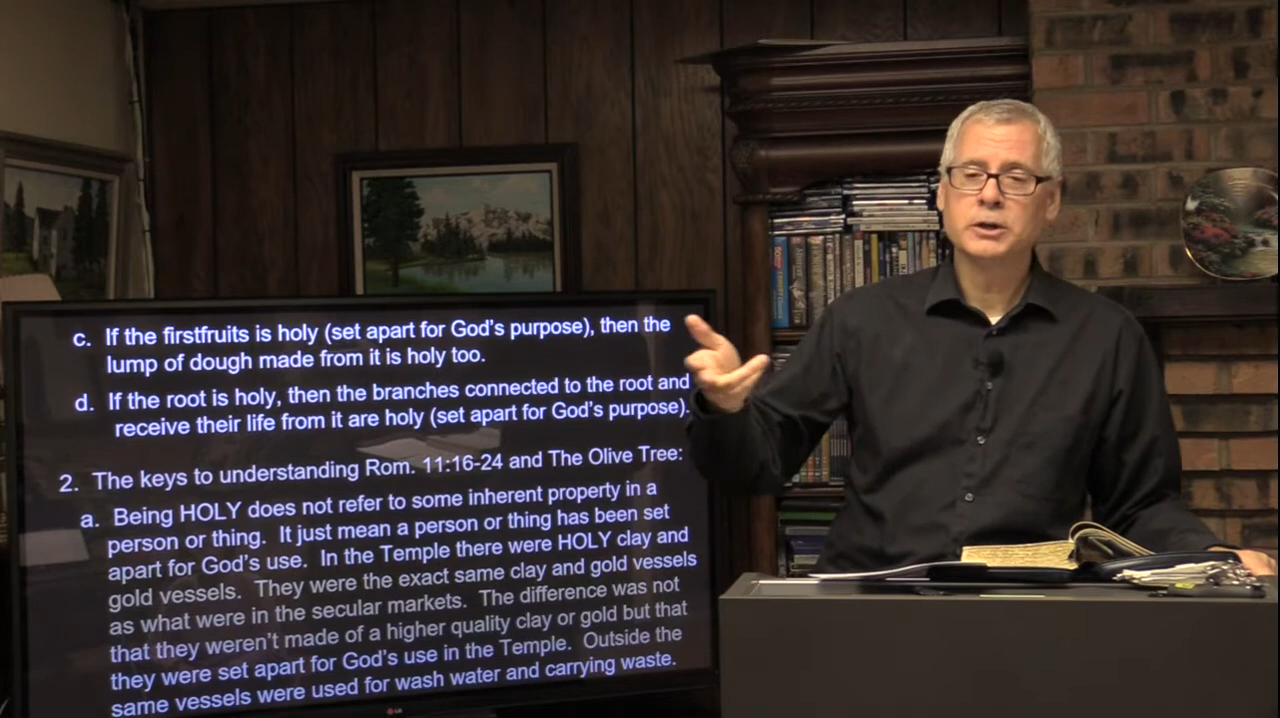 c. If the firstfruits is holy (set apart for God's purpose), then the
lump of dough made from it is holy too.
d. If the root is holy, then the branches connected to the root and
receive their life from it are holy (set apart for God's purpose).
2. The keys to understanding Rom. 11:16-24 and The Olive Tree:
a. Being HOLY does not refer to some inherent property in a
person or thing. It just mean a person or thing has been set
apart for God's use. In the Temple there were HOLY clay and
gold vessels. They were the exact same clay and gold vessels
as what were in the secular markets. The difference was not
that they weren't made of a higher quality clay or gold but that
they were set apart for God's use in the Temple. Outside the
same vessels were used for wash water and carrying waste.
LG